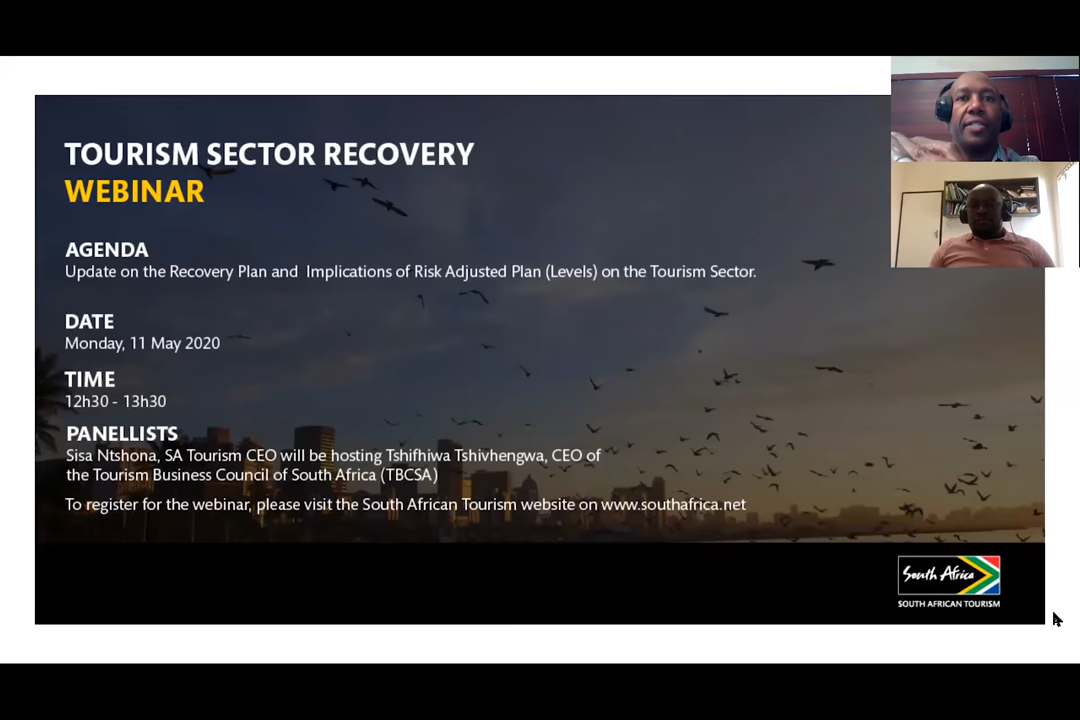 TOURISM SECTOR RECOVERY
WEBINAR
AGENDA
Update on the Recovery Plan and Implications of Risk Adjusted Plan (Levels) on the Tourism Sector.
DATE
Monday, 11 May 2020
TIME
12h30 - 13h30
PANELLISTS
Sisa Ntshona, SA Tourism CEO will be hosting Tshifhiwa Tshivhengwa, CEO of
the Tourism Business Council of South Africa (TBCSA)
To register for the webinar, please visit the South African Tourism website on www.southafrica.net
South Africa
SOUTH AFRICAN TOURISM